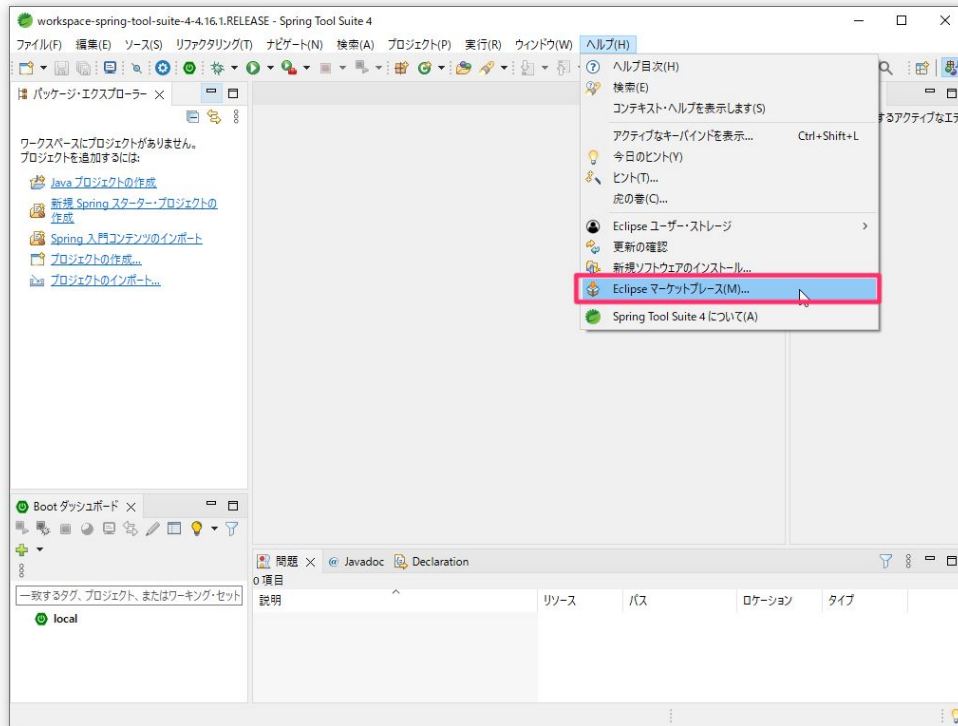 workspace-spring-tool-suite-4-4.16.1.RELEASE - Spring Tool Suite 4
ファイル(F) 編集(E) ソース(S) リファクタリング(T) ナビゲート(N) 検索(A) プロジェクト(P) 実行(R) ウィンドウ(W) ヘルプ(H)
パッケージ・エクスプローラー
ワークスペースにプロジェクトがありません。
プロジェクトを追加するには:
Java プロジェクトの作成
新規 Spring スターター・プロジェクトの
作成
Spring 入門コンテンツのインポート
プロジェクトの作成...
プロジェクトのインポート...
ヘルプ目次(H)
検索(E)
コンテキスト・ヘルプを表示します(S)
アクティブなキーバインドを表示... Ctrl+Shift+L
今日のヒント(Y)
ヒント(T)...
虎の巻(C)...
Eclipse ユーザー・ストレージ
更新の確認
新規ソフトウェアのインストール...
Eclipse マーケットプレース(M)...
Spring Tool Suite 4 について(A)
するアクティブなエデ
Boot ダッシュボード
一致するタグ、プロジェクト、またはワーキング・セット
local
問題 Javadoc Declaration
0 項目
説明 リソース パス ロケーション タイプ